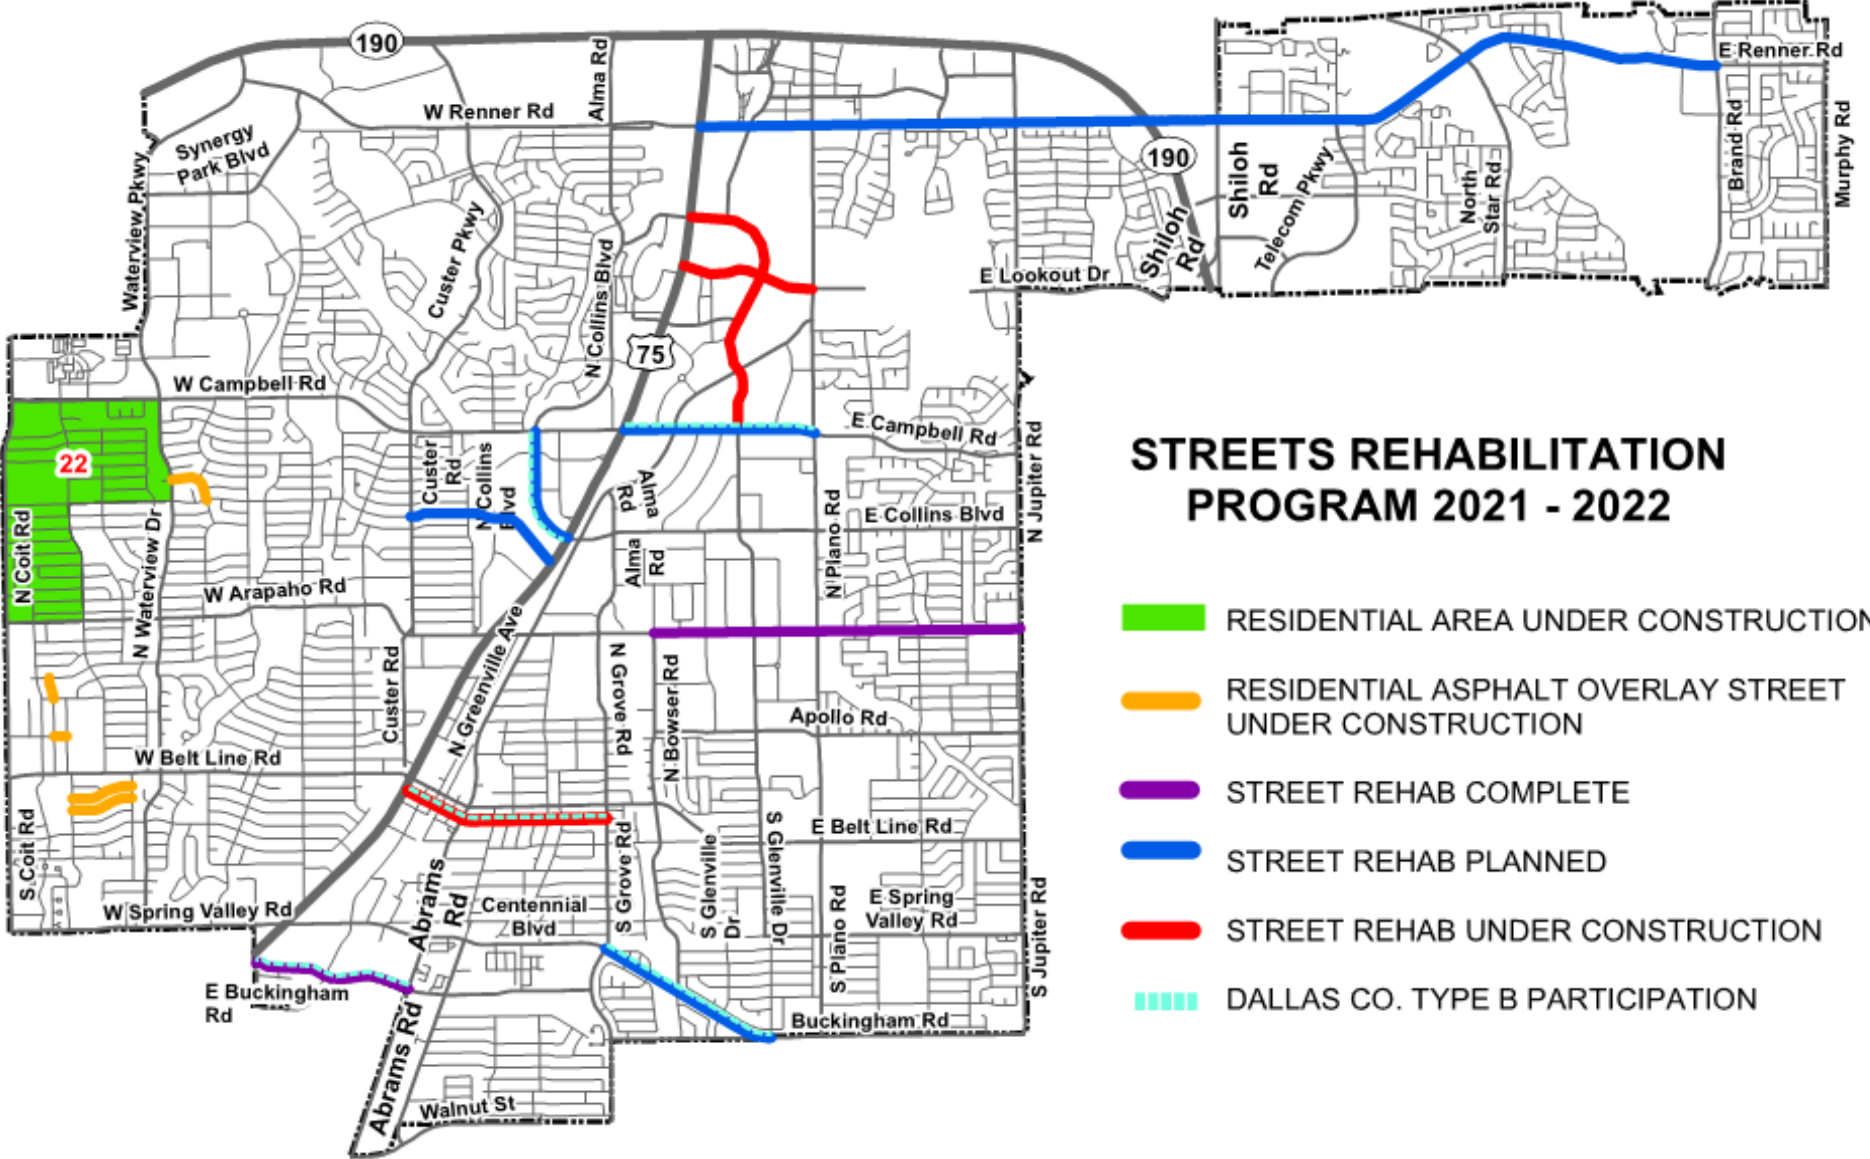 190
E Renner Rd
Alma Rd
W Renner Rd
Synergy
Park Blvd
190
Shiloh
Rd
Telecom Pkwy
North
Star Rd
Brand Rd
Murphy Rd
Waterview Pkwy
Custer Pkwy
N Collins Blvd
Shiloh
Rd
E Lookout Dr
75
W Campbell Rd
E Campbell Rd
22
Custer
Rd
N Collins
Blvd
Alma
Rd
N Plano Rd
E Collins Blvd
N Jupiter Rd
N Coit Rd
N Waterview Dr
Alma
Rd
W Arapaho Rd
N Greenville Ave
Custer Rd
N Grove Rd
N Bowser Rd
Apollo Rd
W Belt Line Rd
S Coit Rd
S Grove Rd
S Glenville
Dr
S Glenville Dr
E Belt Line Rd
W Spring Valley Rd
Abrams
Rd
Centennial
Blvd
S Plano Rd
E Spring
Valley Rd
S Jupiter Rd
E Buckingham
Rd
Buckingham Rd
Abrams Rd
Walnut St
STREETS REHABILITATION
PROGRAM 2021 - 2022
RESIDENTIAL AREA UNDER CONSTRUCTION
RESIDENTIAL ASPHALT OVERLAY STREET
UNDER CONSTRUCTION
STREET REHAB COMPLETE
STREET REHAB PLANNED
STREET REHAB UNDER CONSTRUCTION
DALLAS CO. TYPE B PARTICIPATION